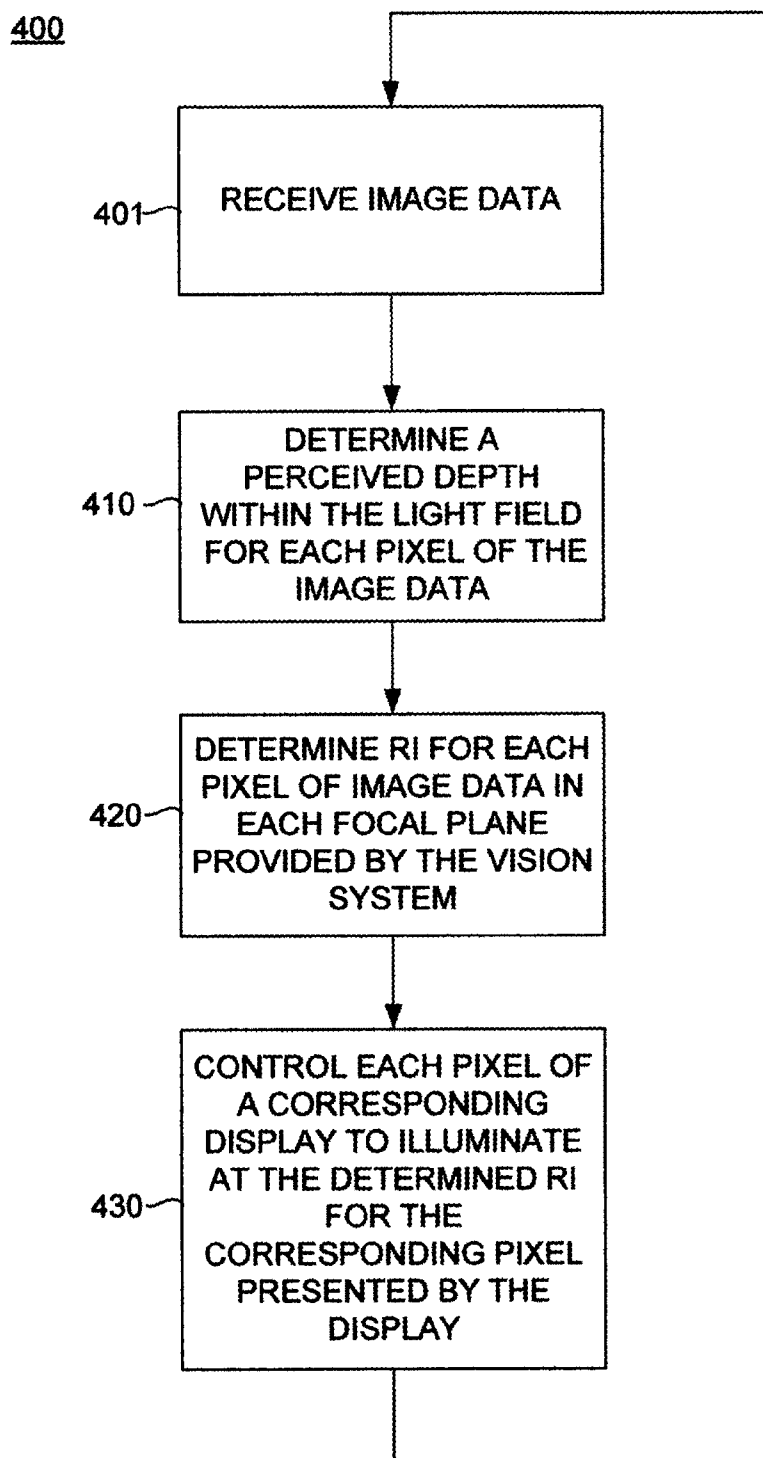 400
RECEIVE IMAGE DATA
401
DETERMINE A
PERCEIVED DEPTH
WITHIN THE LIGHT FIELD
FOR EACH PIXEL OF THE
IMAGE DATA
410
DETERMINE RI FOR EACH
PIXEL OF IMAGE DATA IN
EACH FOCAL PLANE
PROVIDED BY THE VISION
SYSTEM
420
CONTROL EACH PIXEL OF
A CORRESPONDING
DISPLAY TO ILLUMINATE
AT THE DETERMINED RI
FOR THE
CORRESPONDING PIXEL
PRESENTED BY THE
DISPLAY
430